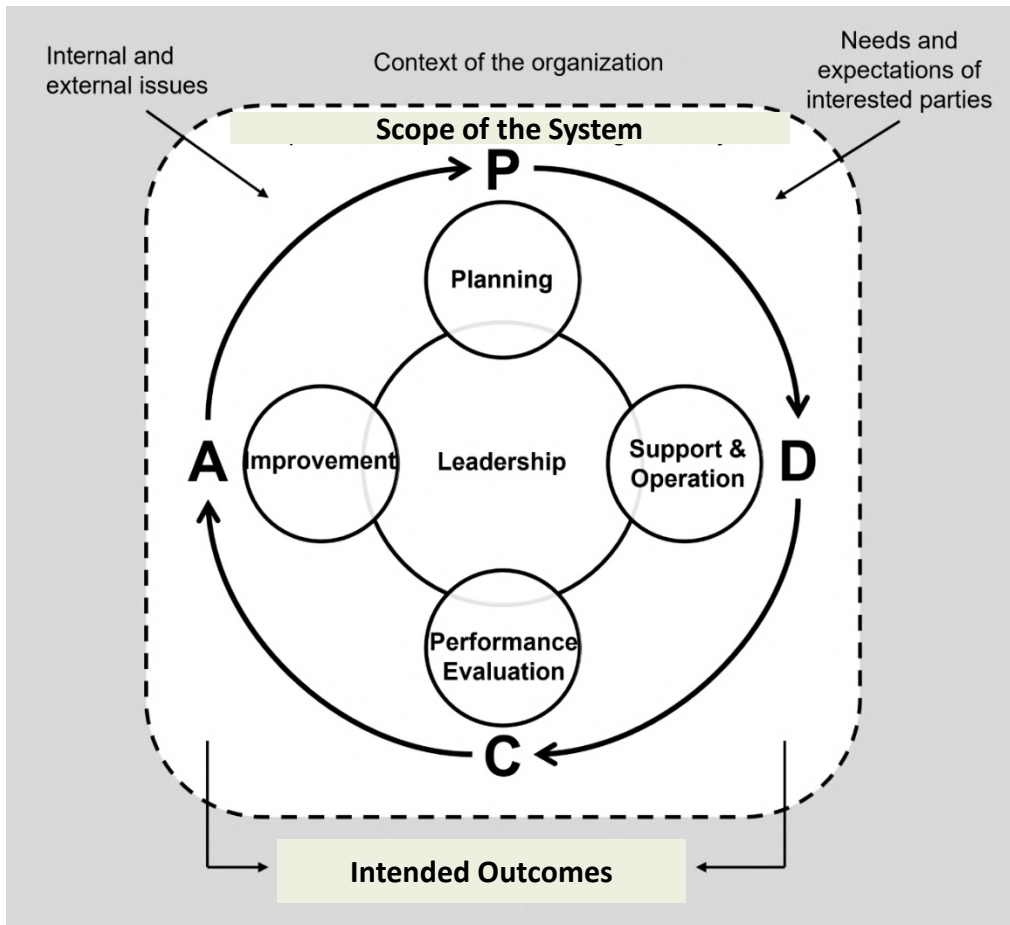 Internal and
external issues
Context of the organization
Needs and
expectations of
interested parties
Scope of the System
P
Planning
A
Improvement
Leadership
Support &
Operation
D
Performance
Evaluation
C
Intended Outcomes